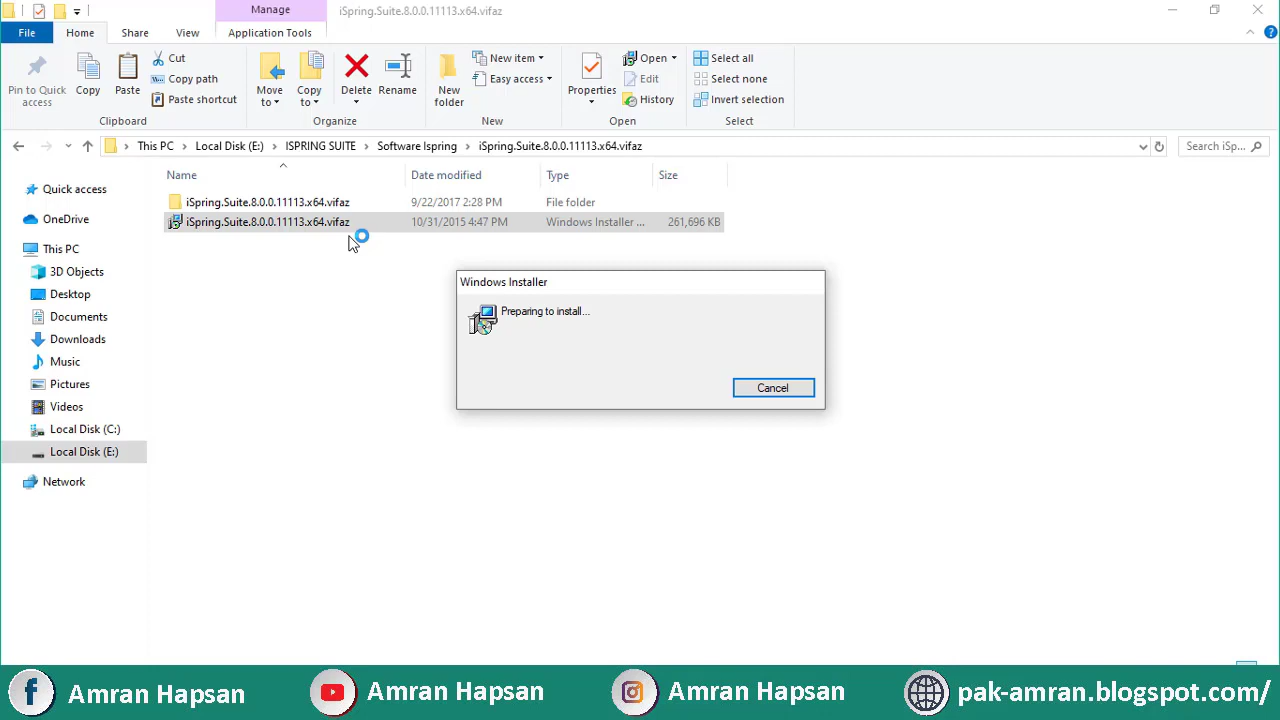 Manage
iSpring.Suite.8.0.0.11113.x64.vifaz
File
Home
Share
View
Application Tools
Pin to Quick access
Copy
Paste
Cut
Copy path
Paste shortcut
Clipboard
Move to
Copy to
Delete
Rename
Organize
New folder
New item
Easy access
New
Properties
Open
Edit
History
Open
Select all
Select none
Invert selection
Select
This PC > Local Disk (E:) > ISPRING SUITE > Software Ispring > iSpring.Suite.8.0.0.11113.x64.vifaz
Search iSp...
Name Date modified Type Size
iSpring.Suite.8.0.0.11113.x64.vifaz 9/22/2017 2:28 PM File folder
iSpring.Suite.8.0.0.11113.x64.vifaz 10/31/2015 4:47 PM Windows Installer ... 261,696 KB
Quick access
OneDrive
This PC
3D Objects
Desktop
Documents
Downloads
Music
Pictures
Videos
Local Disk (C:)
Local Disk (E:)
Network
Windows Installer
Preparing to install...
Cancel
Amran Hapsan
Amran Hapsan
Amran Hapsan
pak-amran.blogspot.com/